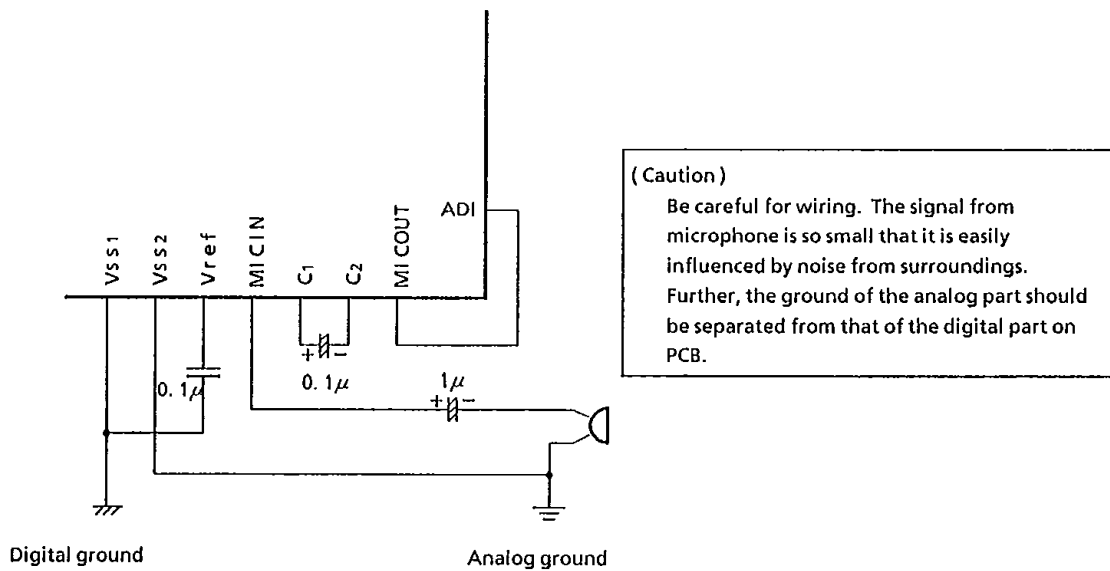 Vss1
Vss2
Vref
MICIN
C1
C2
MICOUT
ADI
0.1μ
+ -
0.1μ
1μ
+ -
Digital ground
Analog ground
(Caution)
Be careful for wiring. The signal from
microphone is so small that it is easily
influenced by noise from surroundings.
Further, the ground of the analog part should
be separated from that of the digital part on
PCB.